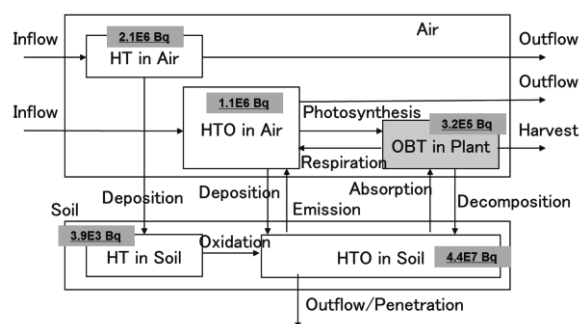 Air
Inflow
2.1E6 Bq
HT in Air
Outflow
Outflow
Inflow
1.1E6 Bq
HTO in Air
Photosynthesis
3.2E5 Bq
OBT in Plant
Harvest
Respiration
Deposition
Deposition
Emission
Absorption
Decomposition
Soil
3.9E3 Bq
HT in Soil
Oxidation
HTO in Soil
4.4E7 Bq
Outflow/Penetration